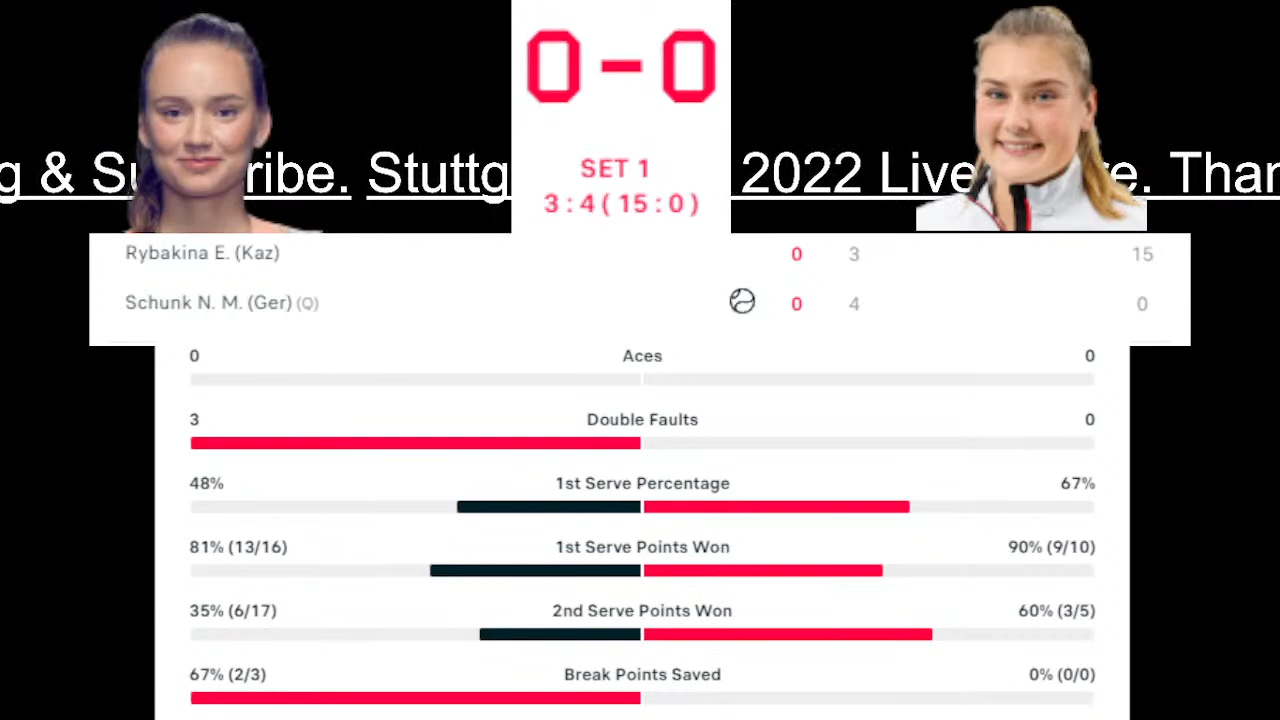 0 - 0
g & Su ribe. Stuttg 2022 Live e. Than
SET 1
3 : 4 ( 15 : 0 )
Rybakina E. (Kaz) 0 3 15
Schunk N. M. (Ger) (Q) 0 4 0
0 Aces 0
3 Double Faults 0
48% 1st Serve Percentage 67%
81% (13/16) 1st Serve Points Won 90% (9/10)
35% (6/17) 2nd Serve Points Won 60% (3/5)
67% (2/3) Break Points Saved 0% (0/0)